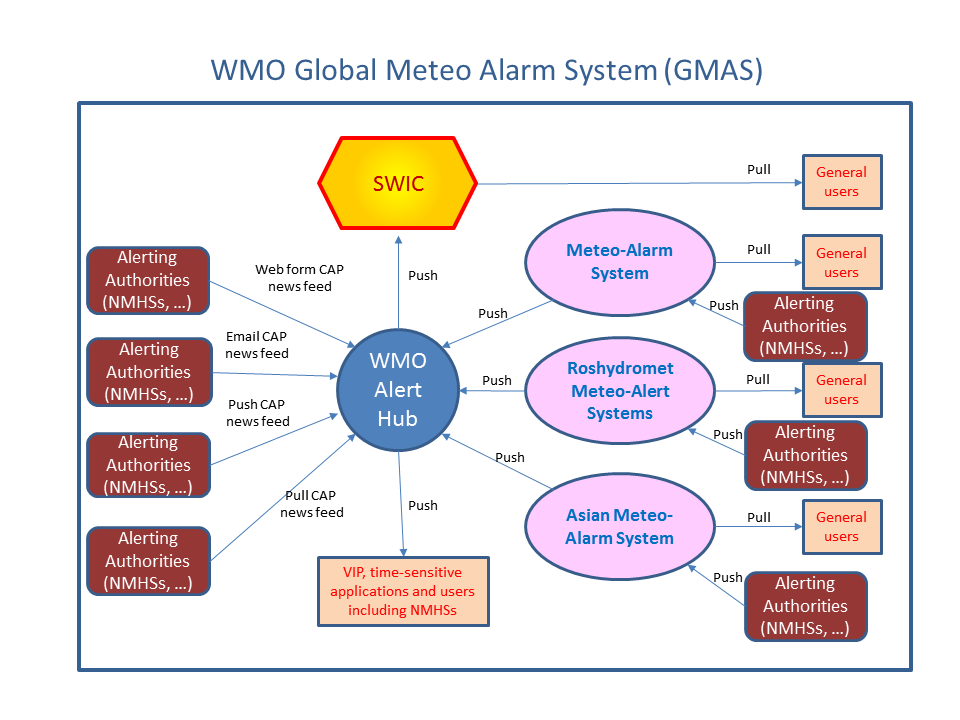 WMO Global Meteo Alarm System (GMAS)
SWIC
Pull
General
users
Meteo-Alarm
System
Pull
General
users
Alerting
Authorities
(NMHSs, ...)
Web form CAP
news feed
Push
Push
Push
Alerting
Authorities
(NMHSs, ...)
Alerting
Authorities
(NMHSs, ...)
Email CAP
news feed
WMO
Alert
Hub
Push
Roshydromet
Meteo-Alert
Systems
Pull
General
users
Push CAP
news feed
Push
Alerting
Authorities
(NMHSs, ...)
Alerting
Authorities
(NMHSs, ...)
Push
Pull CAP
news feed
Push
Asian Meteo-
Alarm System
Pull
General
users
Alerting
Authorities
(NMHSs, ...)
VIP, time-sensitive
applications and users
including NMHSs
Push
Alerting
Authorities
(NMHSs, ...)